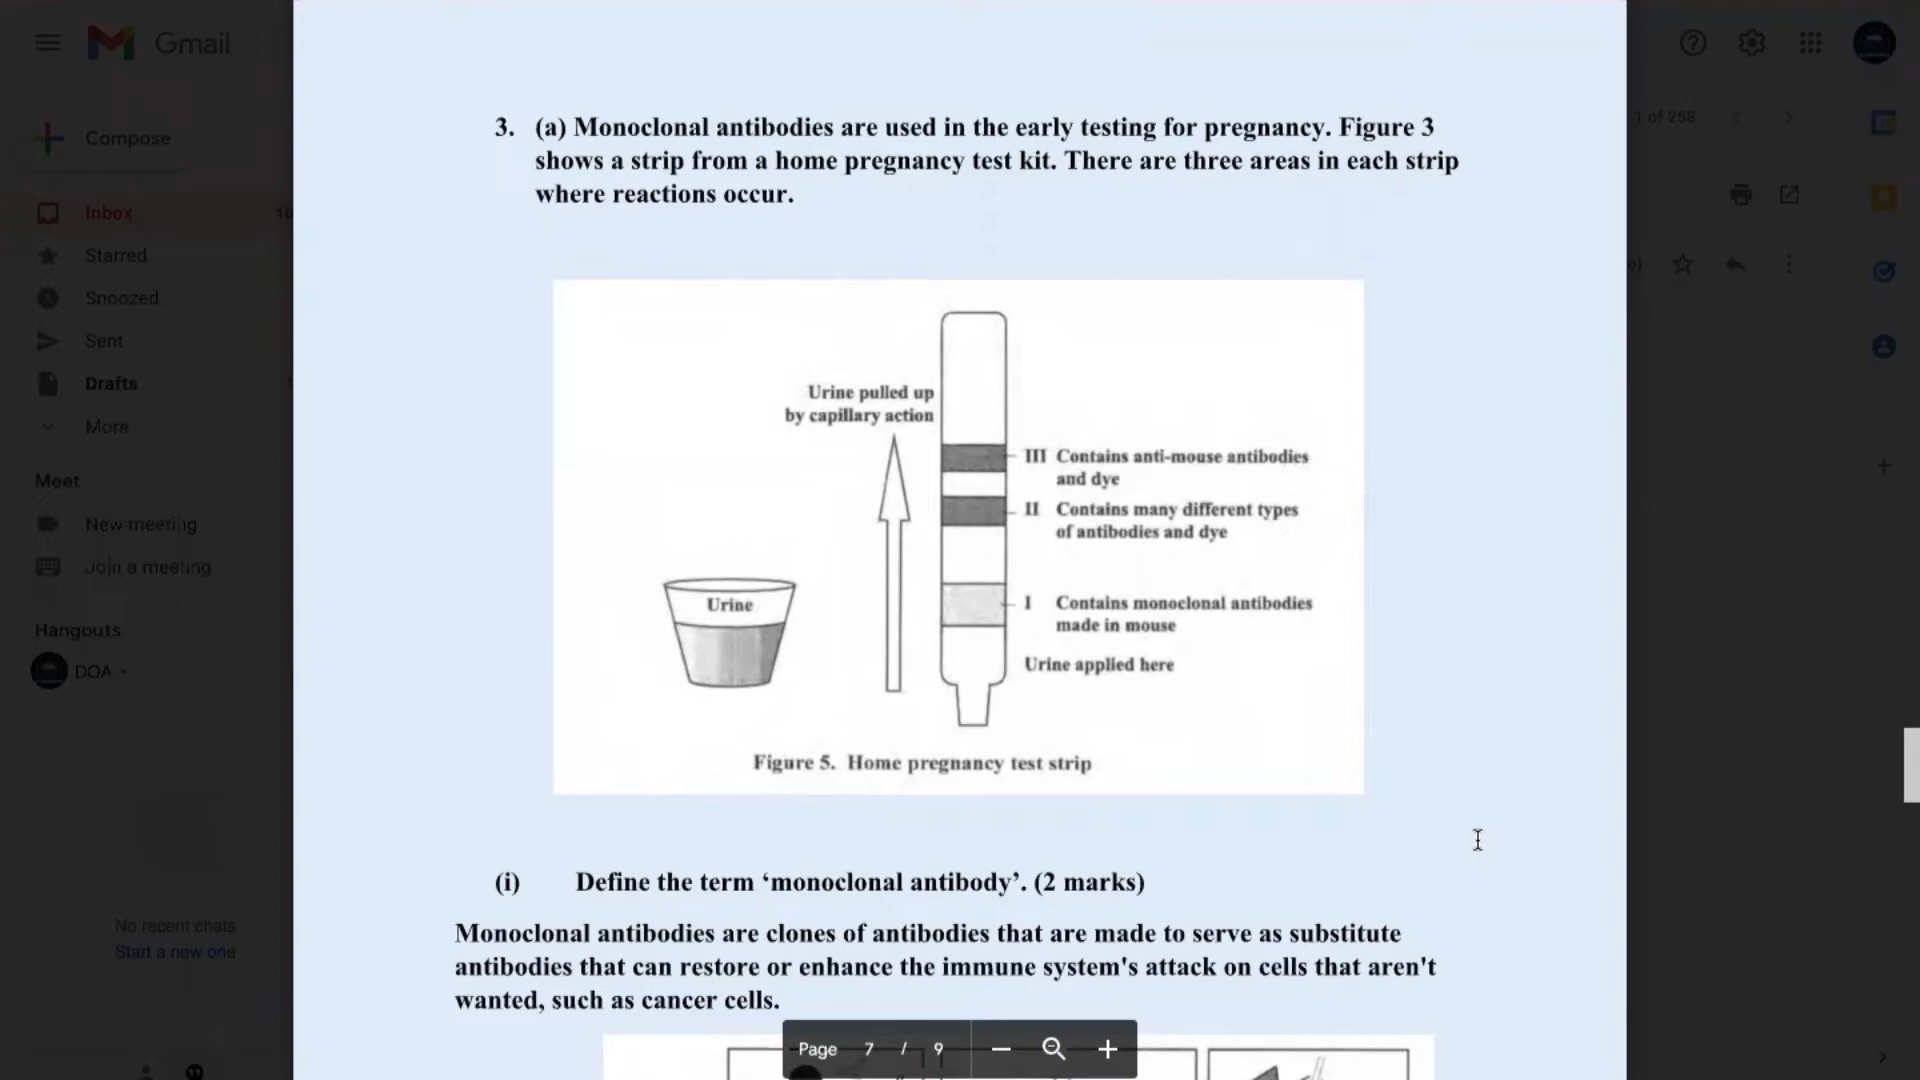 Gmail
Compose
Inbox
Starred
Snoozed
Sent
Drafts
More
Meet
New meeting
Join a meeting
Hangouts
DOA
No recent chats
Start a new one
1 of 258
3. (a) Monoclonal antibodies are used in the early testing for pregnancy. Figure 3
shows a strip from a home pregnancy test kit. There are three areas in each strip
where reactions occur.
Urine pulled up
by capillary action
III Contains anti-mouse antibodies
and dye
II Contains many different types
of antibodies and dye
Urine
I Contains monoclonal antibodies
made in mouse
Urine applied here
Figure 5. Home pregnancy test strip
(i) Define the term ‘monoclonal antibody’. (2 marks)
Monoclonal antibodies are clones of antibodies that are made to serve as substitute
antibodies that can restore or enhance the immune system's attack on cells that aren't
wanted, such as cancer cells.
Page 7 / 9